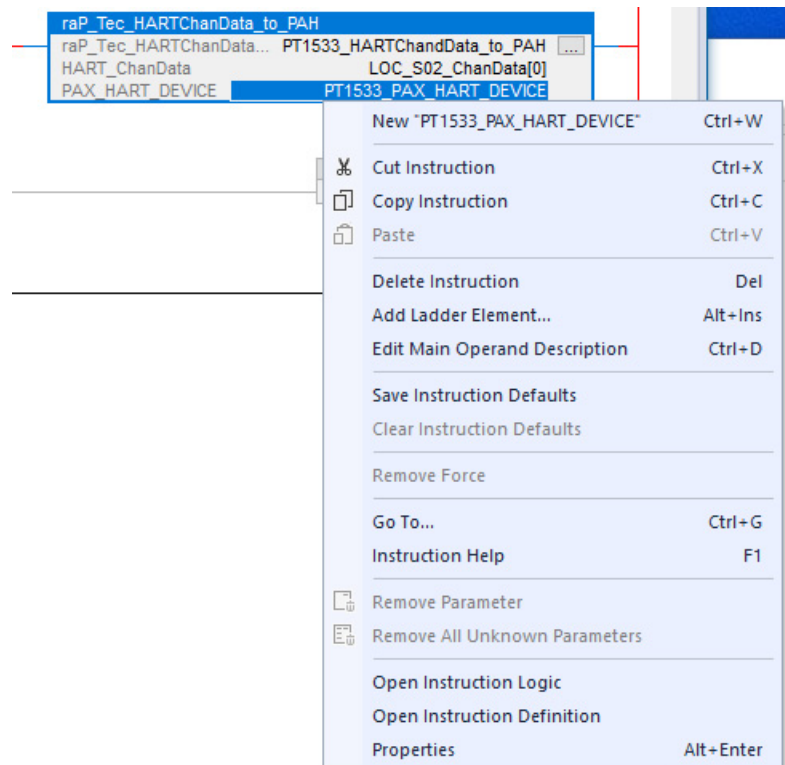 raP_Tec_HARTChanData_to_PAH
raP_Tec_HARTChanData... PT1533_HARTChandData_to_PAH ...
HART_ChanData LOC_S02_ChanData[0]
PAX_HART_DEVICE PT1533_PAX_HART_DEVICE
New "PT1533_PAX_HART_DEVICE" Ctrl+W
Cut Instruction Ctrl+X
Copy Instruction Ctrl+C
Paste Ctrl+V
Delete Instruction Del
Add Ladder Element... Alt+Ins
Edit Main Operand Description Ctrl+D
Save Instruction Defaults
Clear Instruction Defaults
Remove Force
Go To... Ctrl+G
Instruction Help F1
Remove Parameter
Remove All Unknown Parameters
Open Instruction Logic
Open Instruction Definition
Properties Alt+Enter